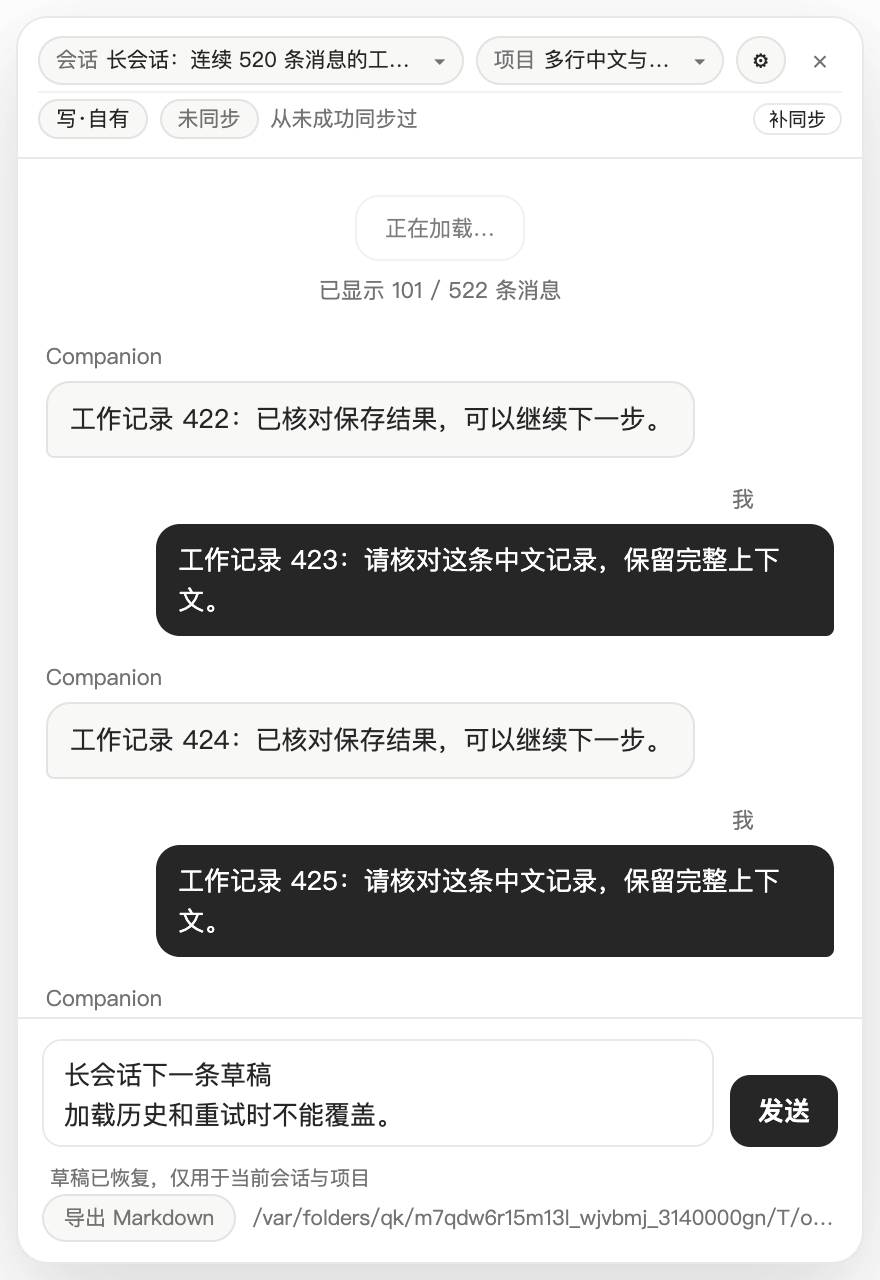 会话 长会话：连续 520 条消息的工... 项目 多行中文与... ⚙ ×
写·自有 未同步 从未成功同步过 补同步
正在加载...
已显示 101 / 522 条消息
Companion
工作记录 422：已核对保存结果，可以继续下一步。
我
工作记录 423：请核对这条中文记录，保留完整上下
文。
Companion
工作记录 424：已核对保存结果，可以继续下一步。
我
工作记录 425：请核对这条中文记录，保留完整上下
文。
Companion
长会话下一条草稿
加载历史和重试时不能覆盖。
发送
草稿已恢复，仅用于当前会话与项目
导出 Markdown /var/folders/qk/m7qdw6r15m13l_wjvbmj_3140000gn/T/o...